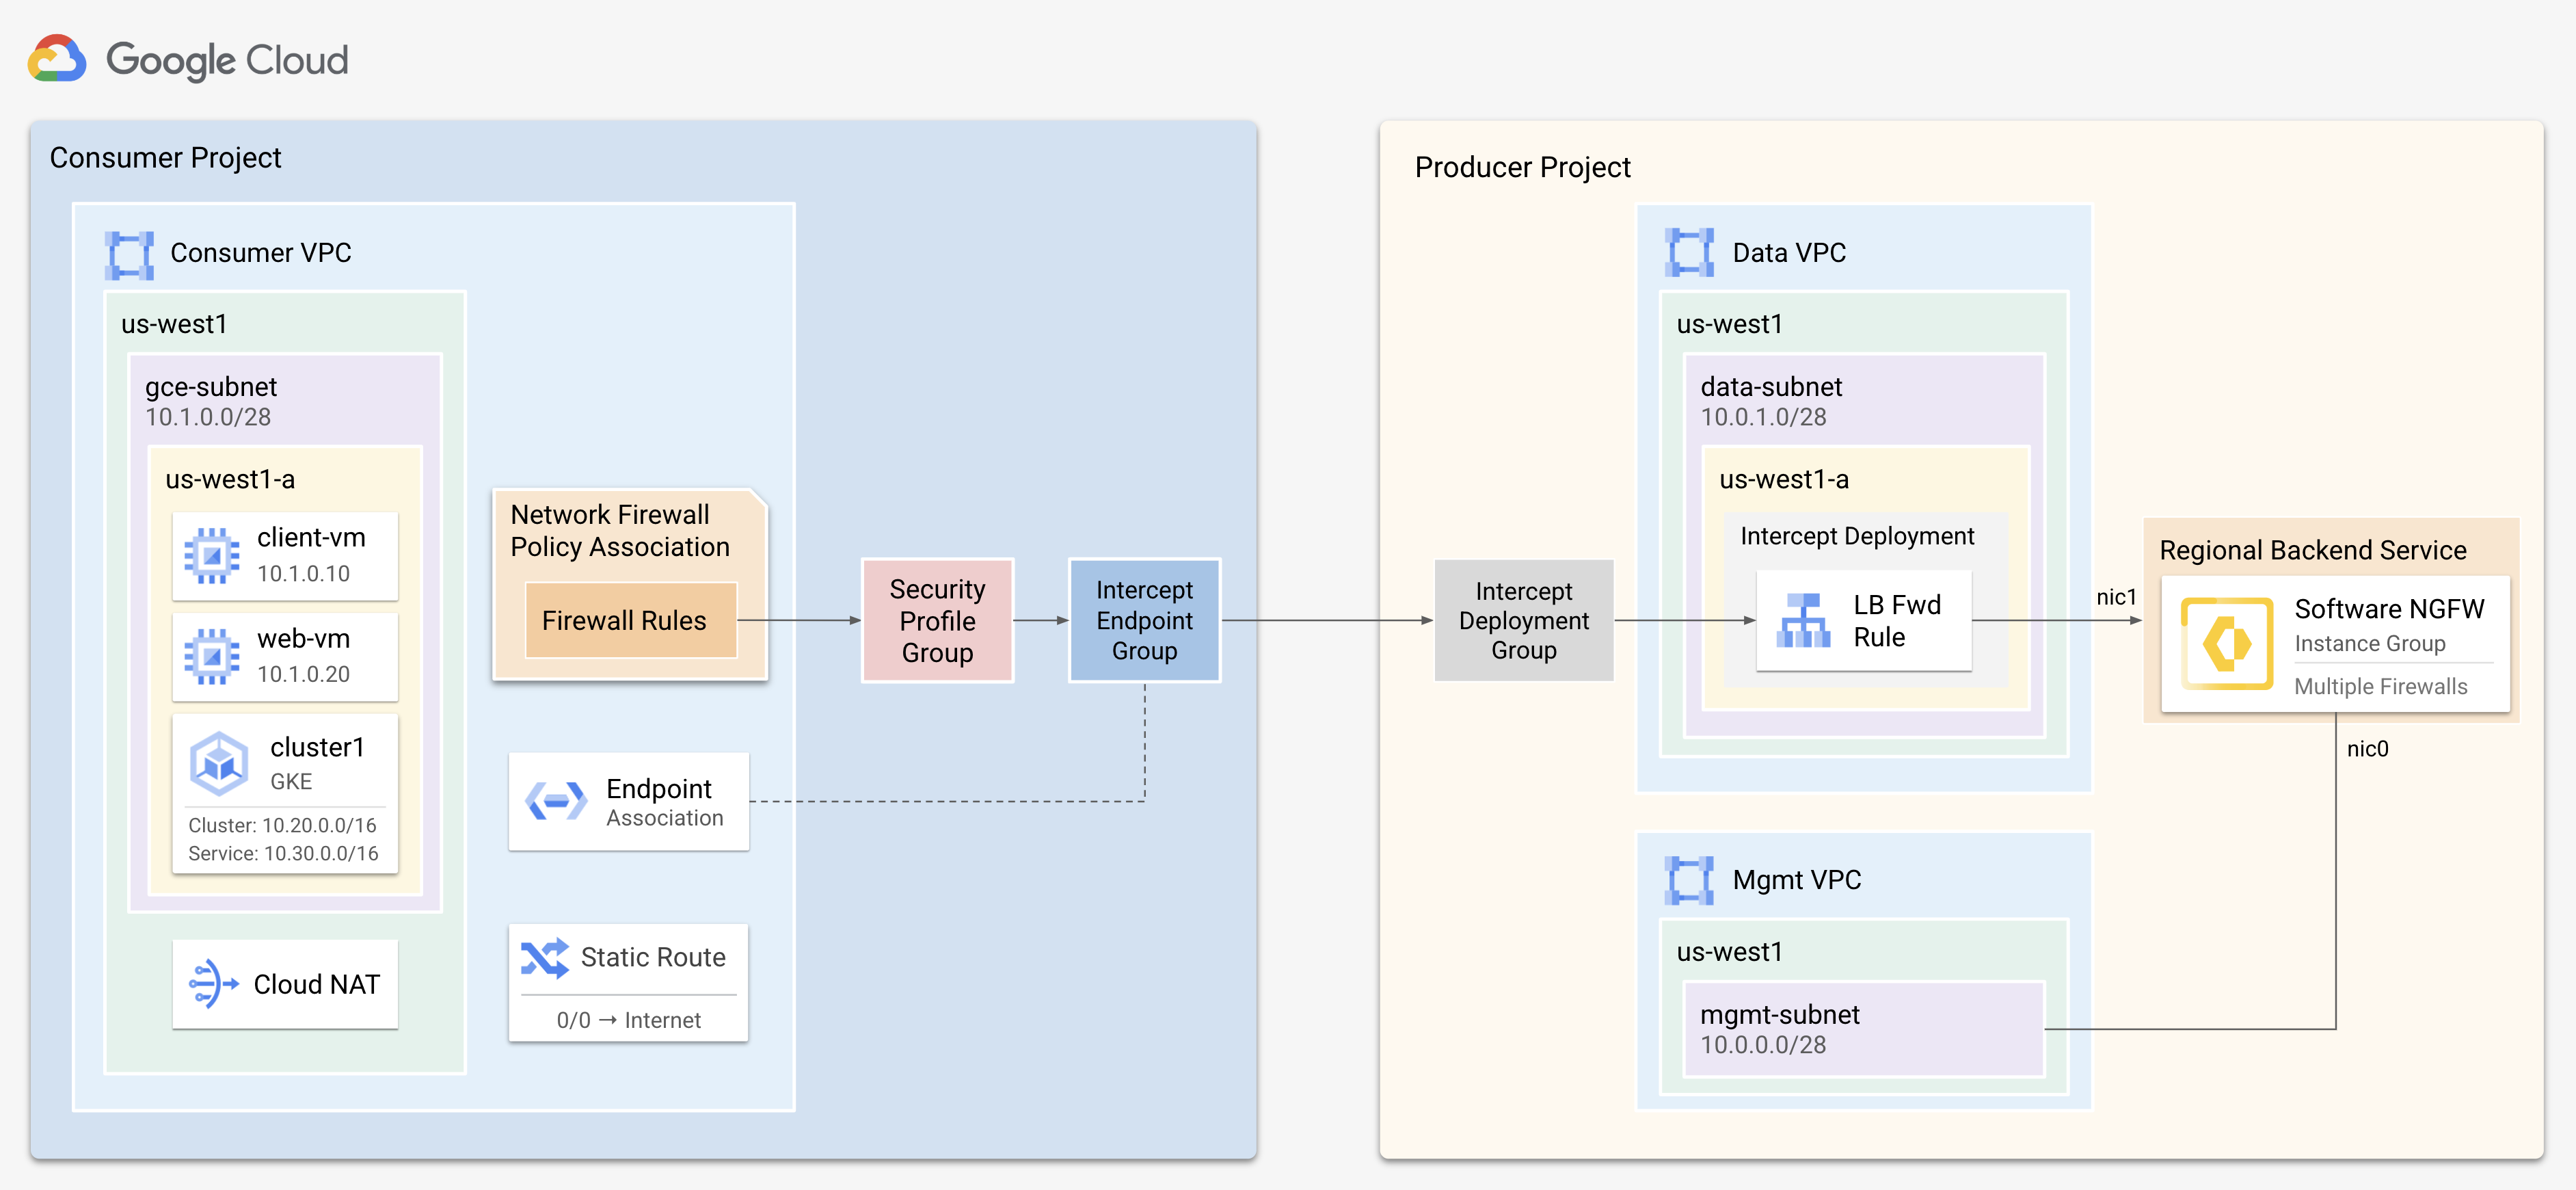 Google Cloud
Consumer Project
Consumer VPC
us-west1
gce-subnet
10.1.0.0/28
us-west1-a
client-vm
10.1.0.10
web-vm
10.1.0.20
cluster1
GKE
Cluster: 10.20.0.0/16
Service: 10.30.0.0/16
Cloud NAT
Network Firewall
Policy Association
Firewall Rules
Endpoint
Association
Static Route
0/0 → Internet
Security
Profile
Group
Intercept
Endpoint
Group
Producer Project
Intercept
Deployment
Group
Data VPC
us-west1
data-subnet
10.0.1.0/28
us-west1-a
Intercept Deployment
LB Fwd
Rule
nic1
Regional Backend Service
Software NGFW
Instance Group
Multiple Firewalls
nic0
Mgmt VPC
us-west1
mgmt-subnet
10.0.0.0/28